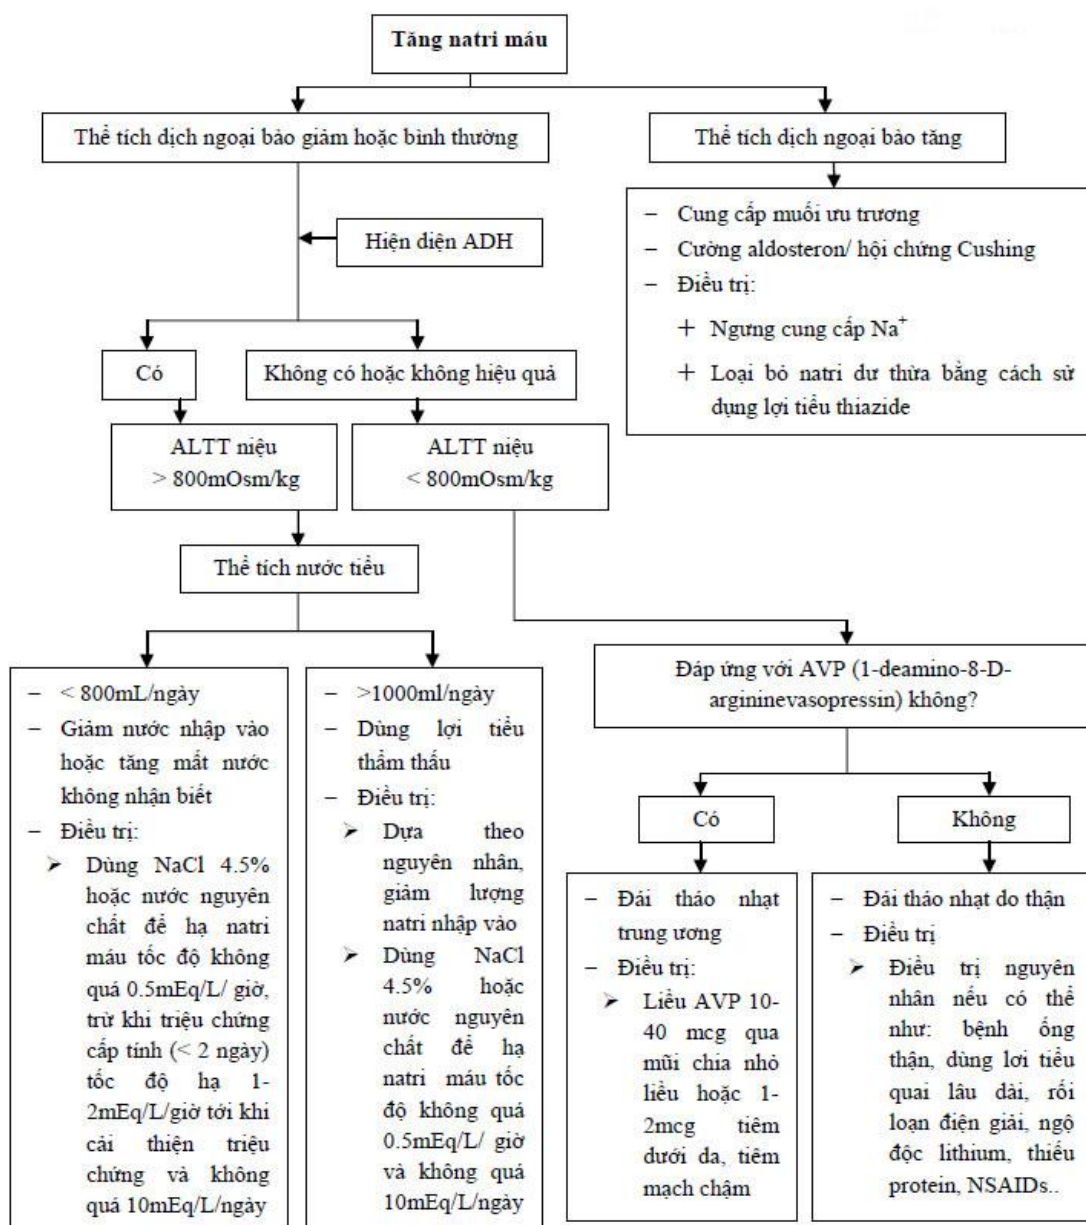 Tăng natri máu
Thể tích dịch ngoại bào giảm hoặc bình thường
Thể tích dịch ngoại bào tăng
− Cung cấp muối ưu trương
− Cường aldosteron/ hội chứng Cushing
− Điều trị:
+ Ngưng cung cấp Na⁺
+ Loại bỏ natri dư thừa bằng cách sử
dụng lợi tiểu thiazide
Hiện diện ADH
Có
Không có hoặc không hiệu quả
ALTT niệu
> 800mOsm/kg
ALTT niệu
< 800mOsm/kg
Thể tích nước tiểu
− < 800mL/ngày
− Giảm nước nhập vào
hoặc tăng mất nước
không nhận biết
− Điều trị:
➢ Dùng NaCl 4.5%
hoặc nước nguyên
chất để hạ natri
máu tốc độ không
quá 0.5mEq/L/ giờ,
trừ khi triệu chứng
cấp tính (< 2 ngày)
tốc độ hạ 1-
2mEq/L/giờ tới khi
cải thiện triệu
chứng và không
quá 10mEq/L/ngày
− >1000ml/ngày
− Dùng lợi tiểu
thẩm thấu
− Điều trị:
➢ Dựa theo
nguyên nhân,
giảm lượng
natri nhập vào
➢ Dùng NaCl
4.5% hoặc
nước nguyên
chất để hạ
natri máu tốc
độ không quá
0.5mEq/L/ giờ
và không quá
10mEq/L/ngày
Đáp ứng với AVP (1-deamino-8-D-
argininevasopressin) không?
Có
Không
− Đái tháo nhạt
trung ương
− Điều trị:
➢ Liều AVP 10-
40 mcg qua
mũi chia nhỏ
liều hoặc 1-
2mcg tiêm
dưới da, tiêm
mạch chậm
− Đái tháo nhạt do thận
− Điều trị
➢ Điều trị nguyên
nhân nếu có thể
như: bệnh ống
thận, dùng lơi tiểu
quai lâu dài, rối
loạn điện giải, ngộ
độc lithium, thiếu
protein, NSAIDs..